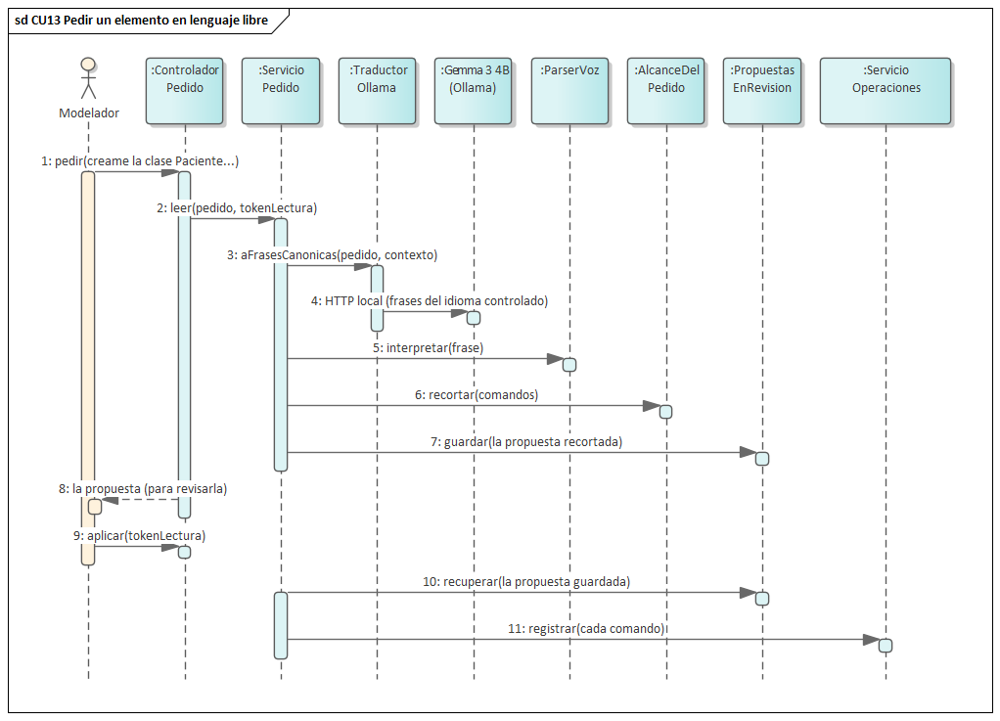 sd CU13 Pedir un elemento en lenguaje libre
Modelador
:Controlador
Pedido
:Servicio
Pedido
:Traductor
Ollama
:Gemma 3 4B
(Ollama)
:ParserVoz
:AlcanceDel
Pedido
:Propuestas
EnRevision
:Servicio
Operaciones
1: pedir(creame la clase Paciente...)
2: leer(pedido, tokenLectura)
3: aFrasesCanonicas(pedido, contexto)
4: HTTP local (frases del idioma controlado)
5: interpretar(frase)
6: recortar(comandos)
7: guardar(la propuesta recortada)
8: la propuesta (para revisarla)
9: aplicar(tokenLectura)
10: recuperar(la propuesta guardada)
11: registrar(cada comando)